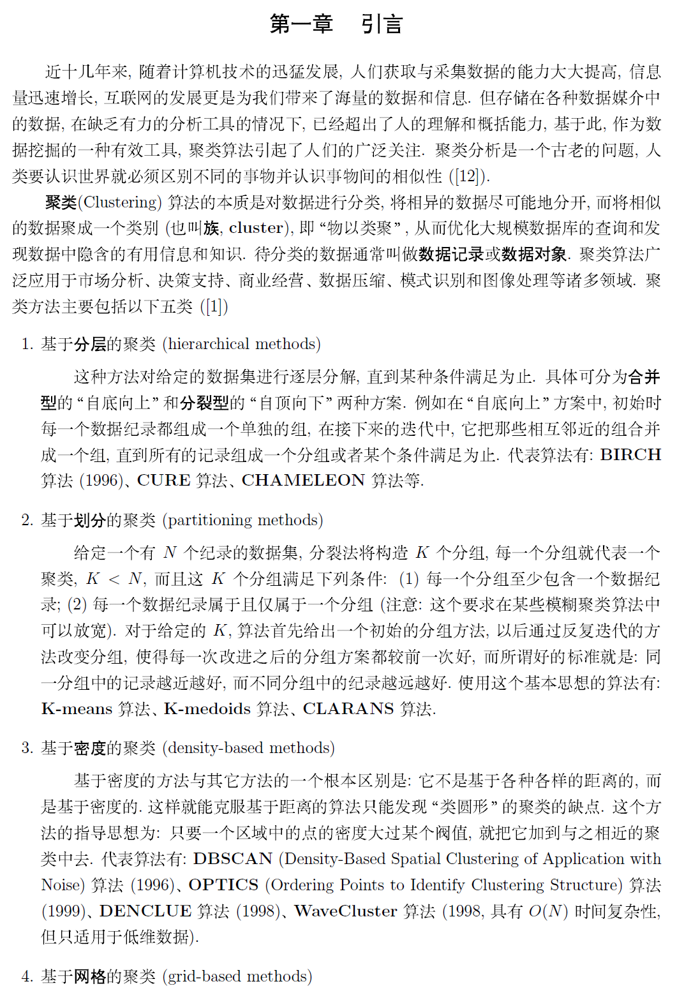 第一章 引言
近十几年来, 随着计算机技术的迅猛发展, 人们获取与采集数据的能力大大提高, 信息
量迅速增长, 互联网的发展更是为我们带来了海量的数据和信息. 但存储在各种数据媒介中
的数据, 在缺乏有力的分析工具的情况下, 已经超出了人的理解和概括能力, 基于此, 作为数
据挖掘的一种有效工具, 聚类算法引起了人们的广泛关注. 聚类分析是一个古老的问题, 人
类要认识世界就必须区别不同的事物并认识事物间的相似性 ([12]).
聚类(Clustering) 算法的本质是对数据进行分类, 将相异的数据尽可能地分开, 而将相似
的数据聚成一个类别 (也叫族, cluster), 即 “物以类聚” , 从而优化大规模数据库的查询和发
现数据中隐含的有用信息和知识. 待分类的数据通常叫做数据记录或数据对象. 聚类算法广
泛应用于市场分析、决策支持、商业经营、数据压缩、模式识别和图像处理等诸多领域. 聚
类方法主要包括以下五类 ([1])
1. 基于分层的聚类 (hierarchical methods)
这种方法对给定的数据集进行逐层分解, 直到某种条件满足为止. 具体可分为合并
型的 “自底向上” 和分裂型的 “自顶向下” 两种方案. 例如在 “自底向上” 方案中, 初始时
每一个数据纪录都组成一个单独的组, 在接下来的迭代中, 它把那些相互邻近的组合并
成一个组, 直到所有的记录组成一个分组或者某个条件满足为止. 代表算法有: BIRCH
算法 (1996)、CURE 算法、CHAMELEON 算法等.
2. 基于划分的聚类 (partitioning methods)
给定一个有 N 个纪录的数据集, 分裂法将构造 K 个分组, 每一个分组就代表一个
聚类, K < N, 而且这 K 个分组满足下列条件: (1) 每一个分组至少包含一个数据纪
录; (2) 每一个数据纪录属于且仅属于一个分组 (注意: 这个要求在某些模糊聚类算法中
可以放宽). 对于给定的 K, 算法首先给出一个初始的分组方法, 以后通过反复迭代的方
法改变分组, 使得每一次改进之后的分组方案都较前一次好, 而所谓好的标准就是: 同
一分组中的记录越近越好, 而不同分组中的纪录越远越好. 使用这个基本思想的算法有:
K-means 算法、K-medoids 算法、CLARANS 算法.
3. 基于密度的聚类 (density-based methods)
基于密度的方法与其它方法的一个根本区别是: 它不是基于各种各样的距离的, 而
是基于密度的. 这样就能克服基于距离的算法只能发现 “类圆形” 的聚类的缺点. 这个方
法的指导思想为: 只要一个区域中的点的密度大过某个阀值, 就把它加到与之相近的聚
类中去. 代表算法有: DBSCAN (Density-Based Spatial Clustering of Application with
Noise) 算法 (1996)、OPTICS (Ordering Points to Identify Clustering Structure) 算法
(1999)、DENCLUE 算法 (1998)、WaveCluster 算法 (1998, 具有 O(N) 时间复杂性,
但只适用于低维数据).
4. 基于网格的聚类 (grid-based methods)